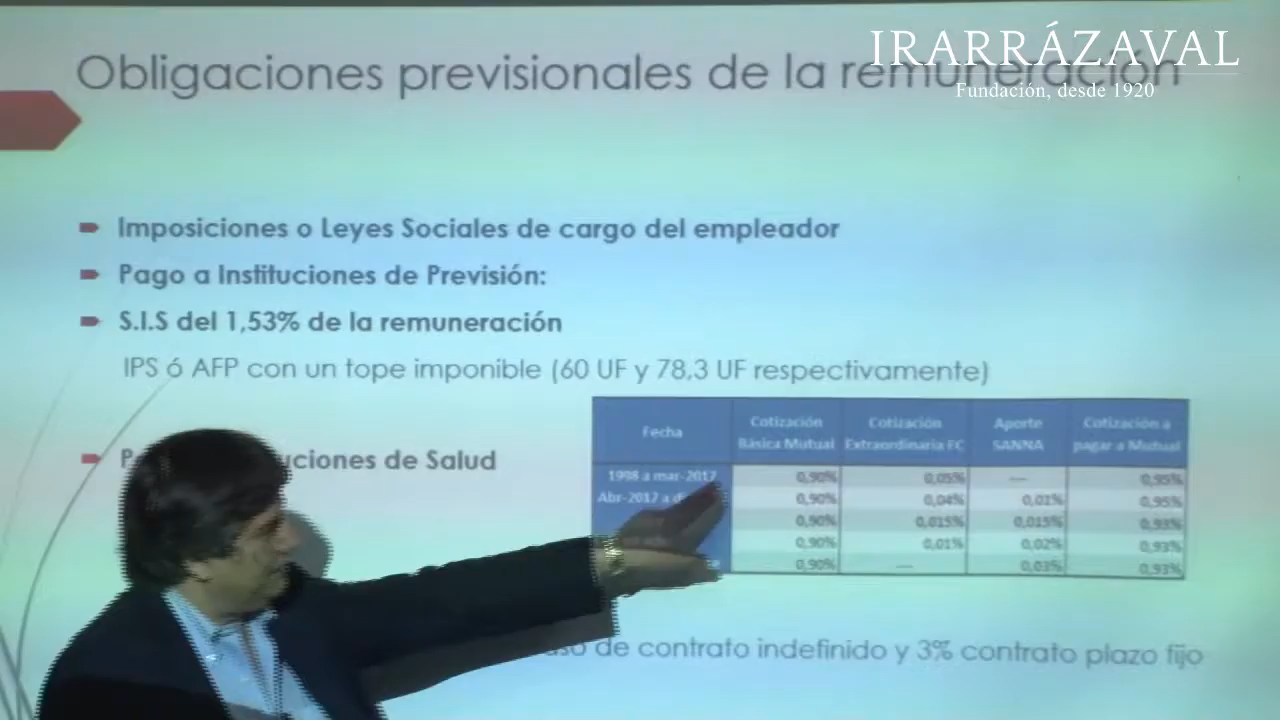 IRARRÁZAVAL
Fundación, desde 1920
Obligaciones previsionales de la remuneración
Imposiciones o Leyes Sociales de cargo del empleador
Pago a Instituciones de Previsión:
S.I.S del 1,53% de la remuneración
IPS ó AFP con un tope imponible (60 UF y 78,3 UF respectivamente)
uciones de Salud
Fecha Cotización Básica Mutual Cotización Extraordinaria FC Aporte SANNA Cotización a pagar a Mutual
1998 a mar-2017 0,90% 0,05% --- 0,95%
Abr-2017 a d 0,90% 0,04% 0,01% 0,95%
0,90% 0,015% 0,015% 0,93%
0,90% 0,01% 0,02% 0,93%
0,90% --- 0,03% 0,93%
de contrato indefinido y 3% contrato plazo fijo